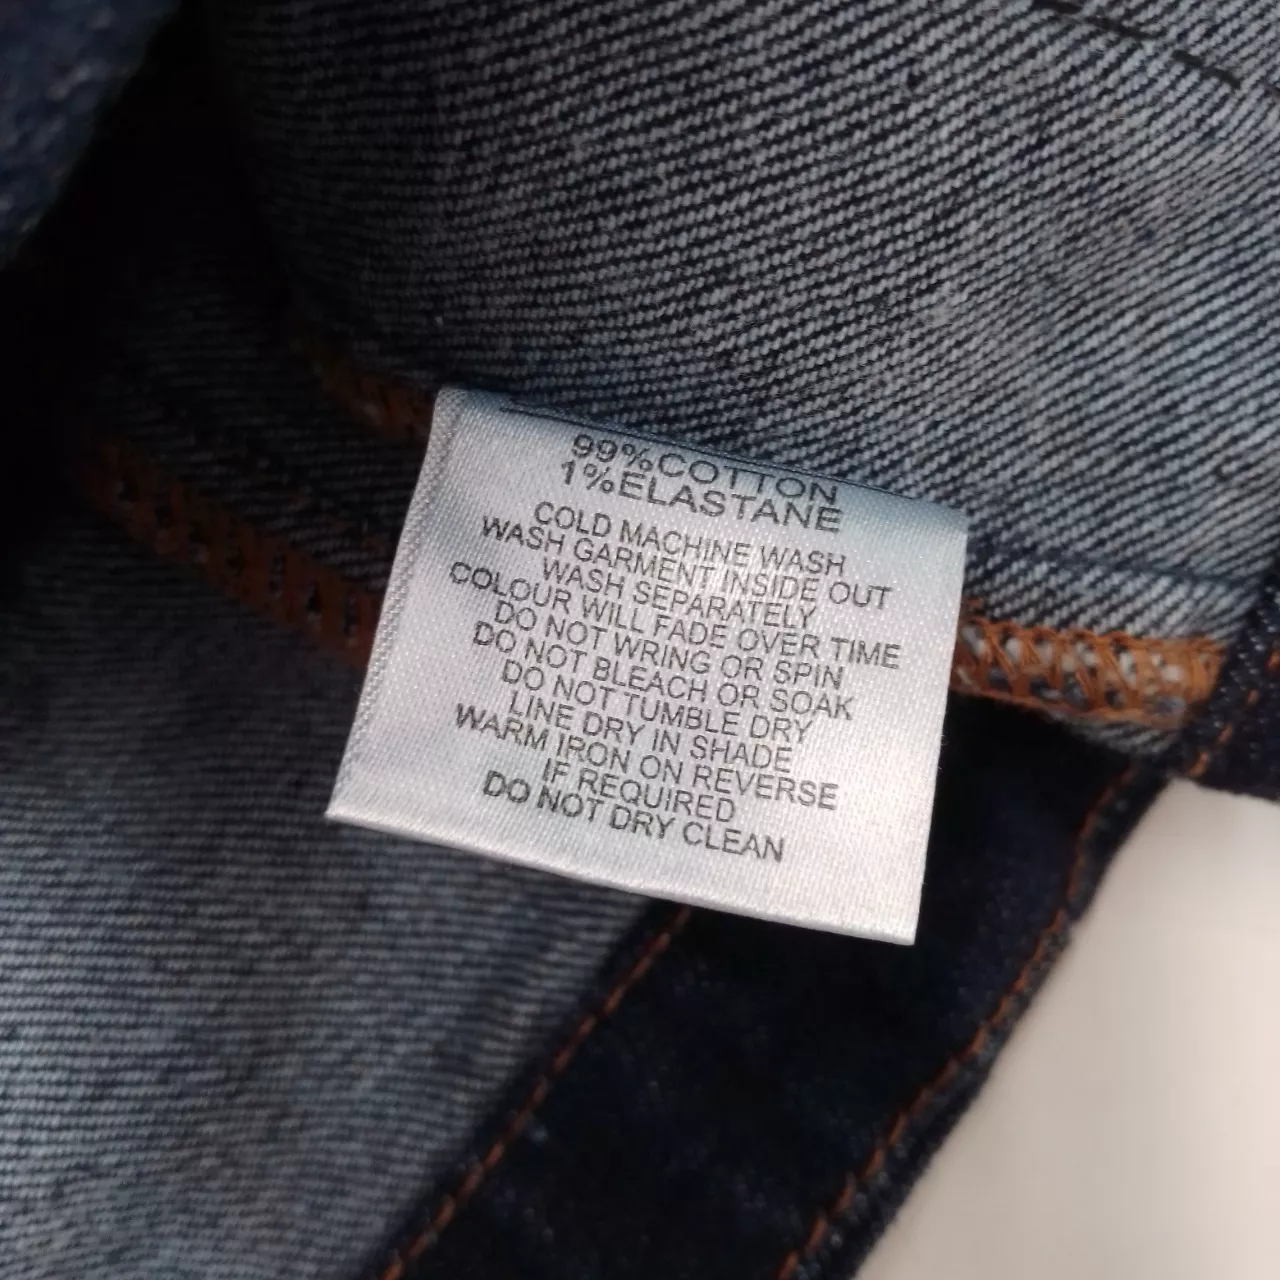 99%COTTON
1%ELASTANE
COLD MACHINE WASH
WASH GARMENT INSIDE OUT
WASH SEPARATELY
COLOUR WILL FADE OVER TIME
DO NOT WRING OR SPIN
DO NOT BLEACH OR SOAK
DO NOT TUMBLE DRY
LINE DRY IN SHADE
WARM IRON ON REVERSE
IF REQUIRED
DO NOT DRY CLEAN